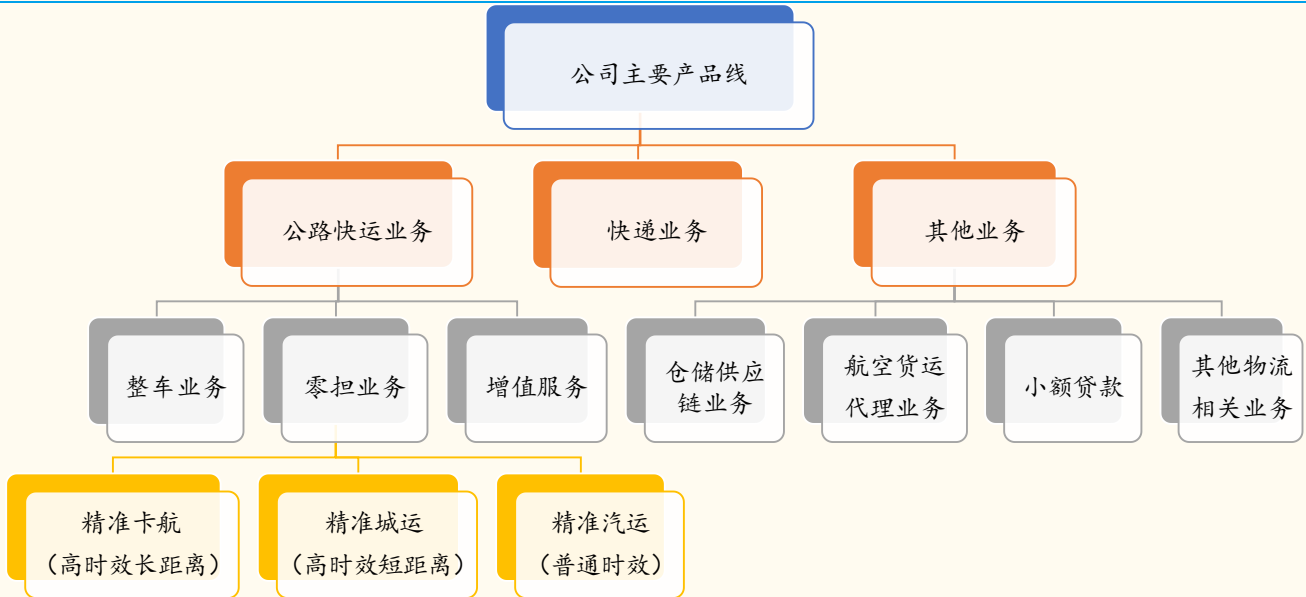 公司主要产品线
公路快运业务
快递业务
其他业务
整车业务
零担业务
增值服务
仓储供应
链业务
航空货运
代理业务
小额贷款
其他物流
相关业务
精准卡航
（高时效长距离）
精准城运
（高时效短距离）
精准汽运
（普通时效）